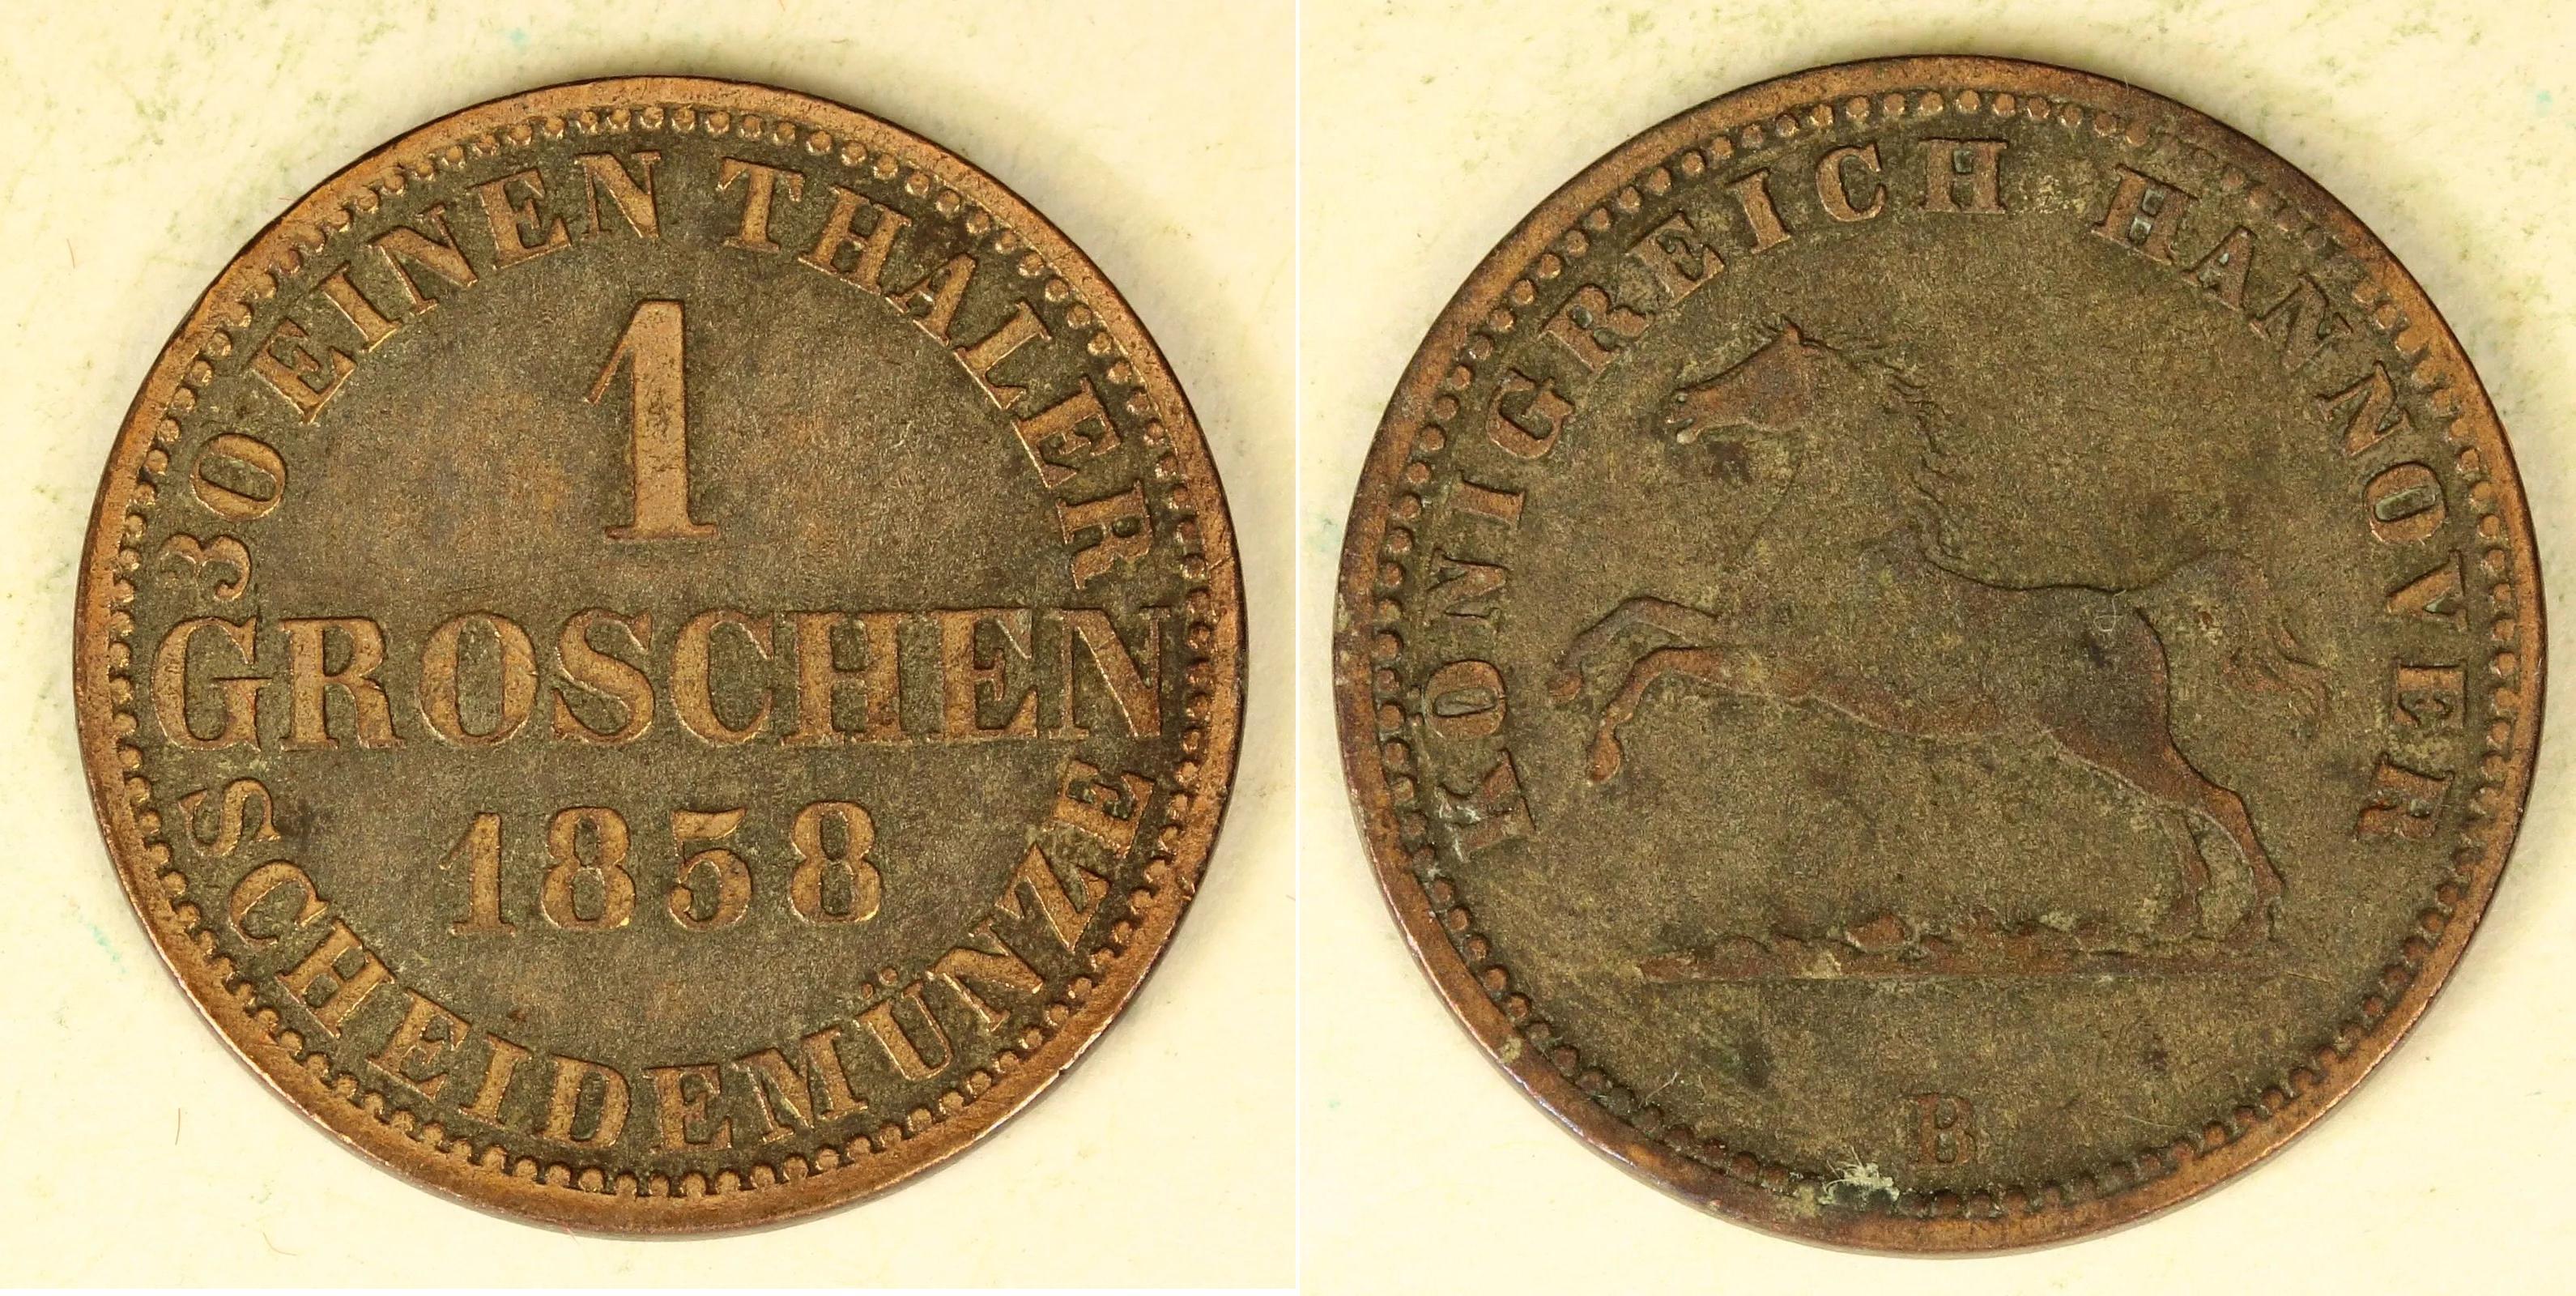 30 EINEN THALER
1
GROSCHEN
1858
SCHEIDEMÜNZE
KÖNIGREICH HANNOVER
B